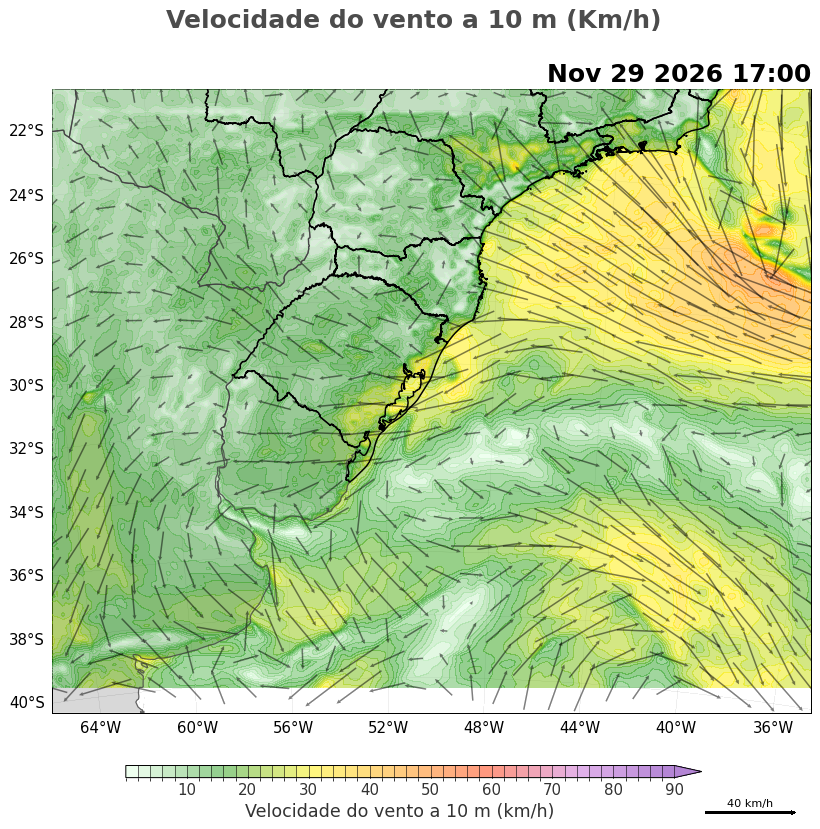 Velocidade do vento a 10 m (Km/h)
Nov 29 2026 17:00
22°S
24°S
26°S
28°S
30°S
32°S
34°S
36°S
38°S
40°S
64°W 60°W 56°W 52°W 48°W 44°W 40°W 36°W
10 20 30 40 50 60 70 80 90
Velocidade do vento a 10 m (km/h)
40 km/h